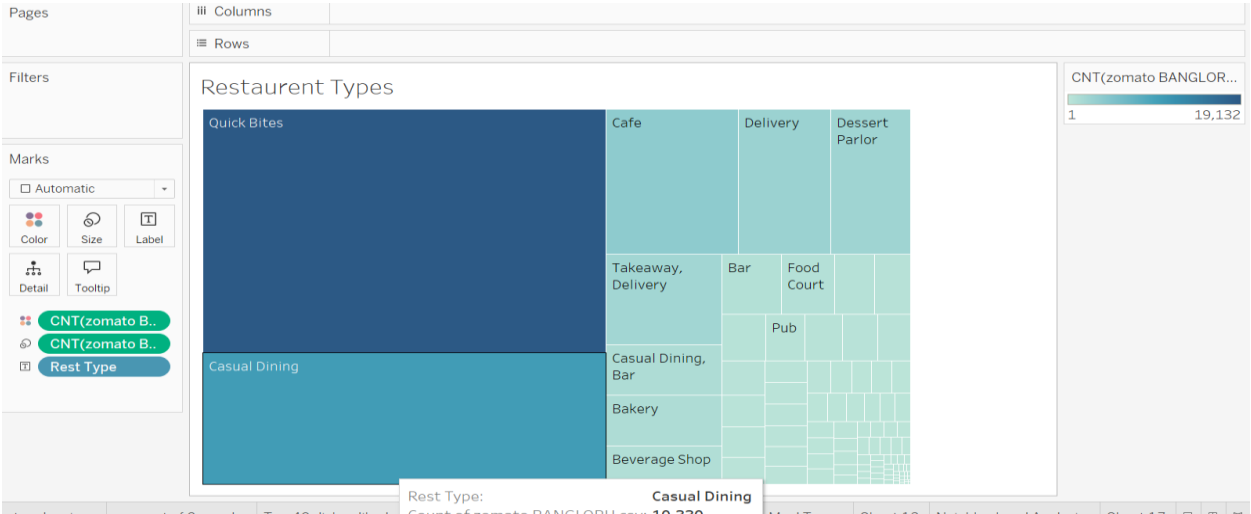 Pages
iii Columns
Rows
Filters
Restaurent Types
CNT(zomato BANGLOR...
1 19,132
Quick Bites
Cafe
Delivery
Dessert
Parlor
Marks
Automatic
Color
Size
Label
Takeaway,
Delivery
Bar
Food
Court
Detail
Tooltip
CNT(zomato B..
CNT(zomato B..
Rest Type
Pub
Casual Dining
Casual Dining,
Bar
Bakery
Beverage Shop
Rest Type: Casual Dining